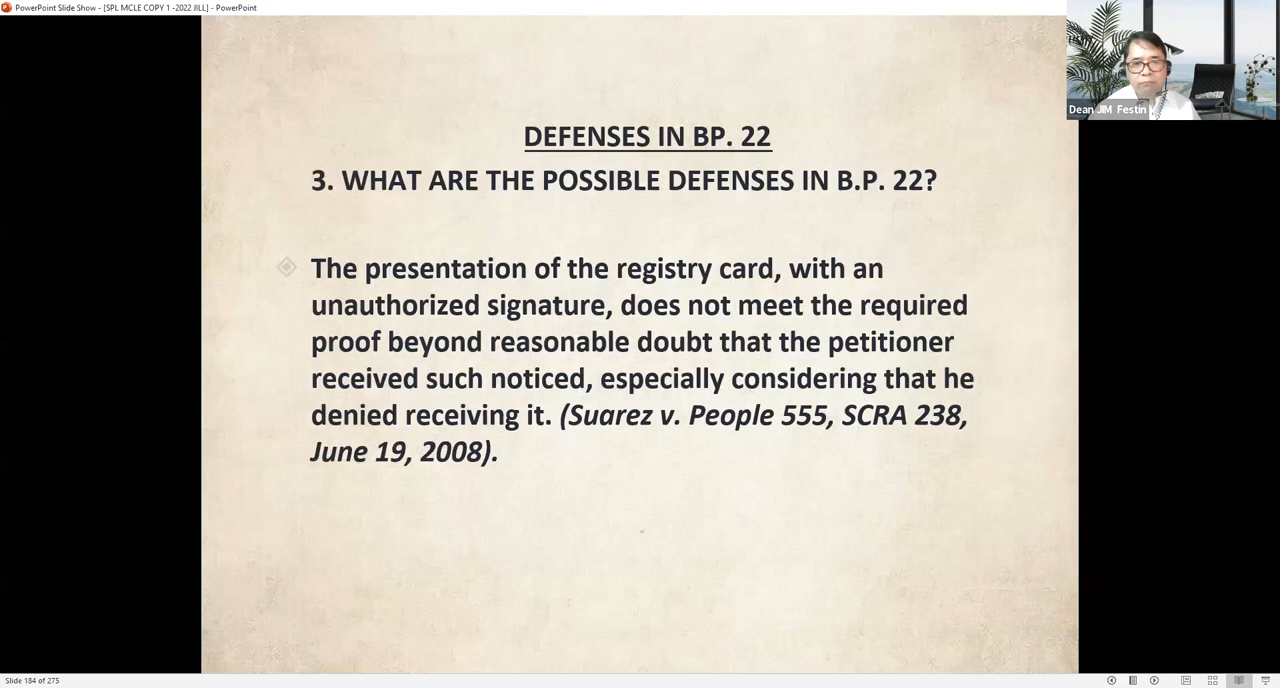 PowerPoint Slide Show - [SPL MCLE COPY 1 -2022 JILL] - PowerPoint
Dean JIM Festin
DEFENSES IN BP. 22
3. WHAT ARE THE POSSIBLE DEFENSES IN B.P. 22?
The presentation of the registry card, with an
unauthorized signature, does not meet the required
proof beyond reasonable doubt that the petitioner
received such noticed, especially considering that he
denied receiving it. (Suarez v. People 555, SCRA 238,
June 19, 2008).
Slide 184 of 275